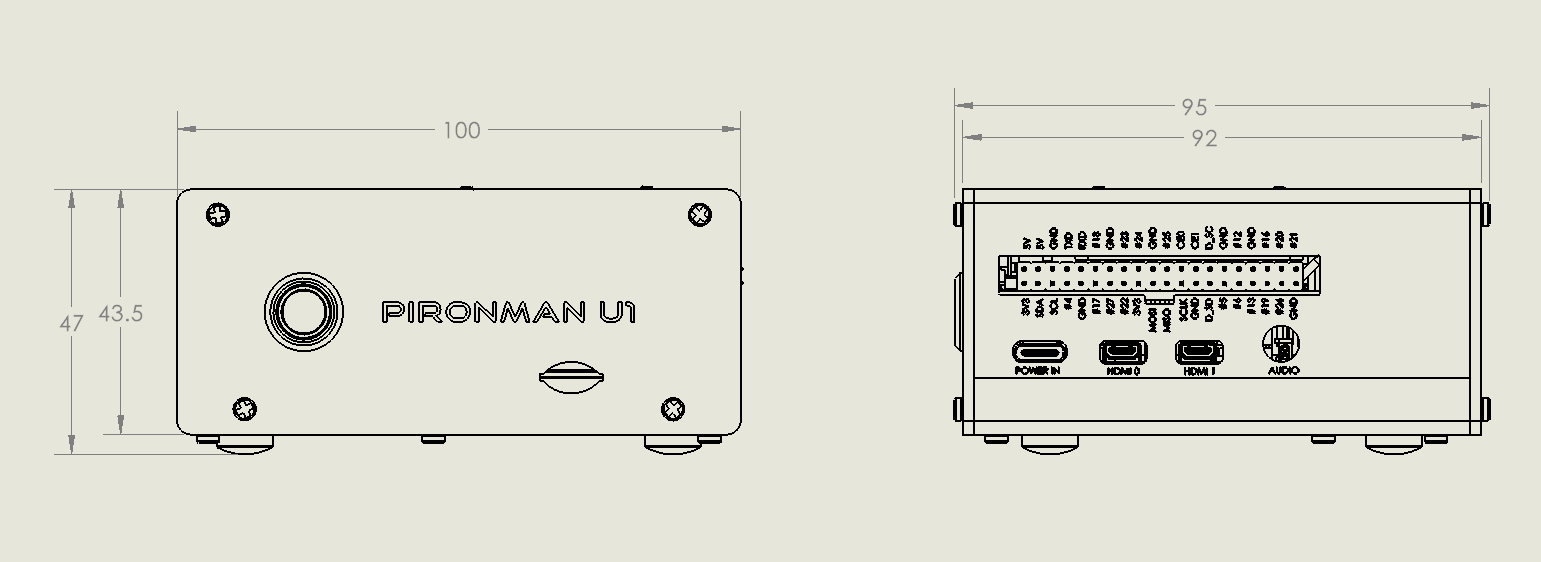 100
47
43.5
PIRONMAN U1
95
92
5V 5V GND TXD RXD #18 GND #23 #24 GND #25 CE0 CE1 D_SC GND #12 GND #16 #20 #21
3V3 SDA SCL #4 GND #17 #27 #22 3V3 MOSI MISO SCLK GND D_SD #5 #6 #13 #19 #26 GND
POWER IN
HDMI 0
HDMI 1
AUDIO